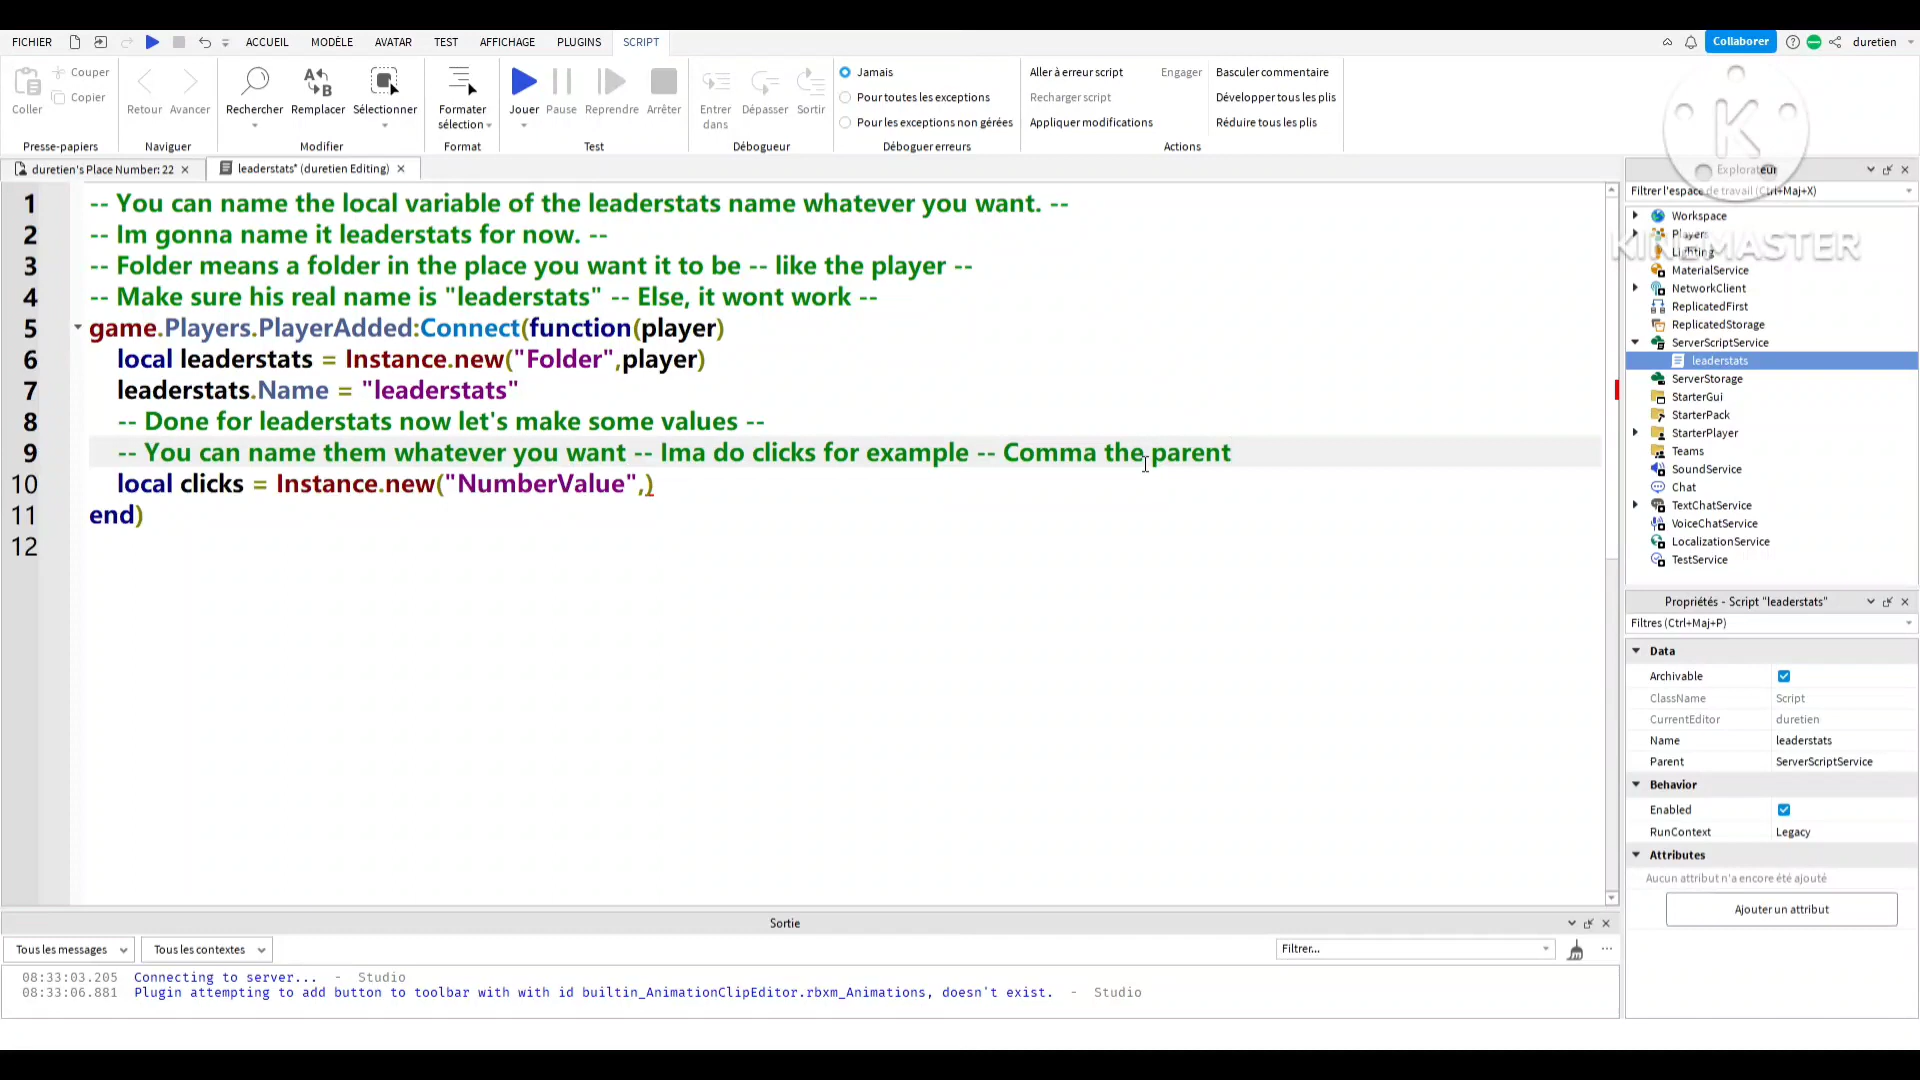 FICHIER ACCUEIL MODÈLE AVATAR TEST AFFICHAGE PLUGINS SCRIPT Collaborer duretien
Coller Couper Copier
Presse-papiers
Retour Avancer
Naviguer
Rechercher Remplacer Sélectionner
Modifier
Formater sélection
Format
Jouer Pause Reprendre Arrêter
Test
Entrer dans Dépasser Sortir
Débogueur
Jamais
Pour toutes les exceptions
Pour les exceptions non gérées
Déboguer erreurs
Aller à erreur script Engager Basculer commentaire
Recharger script Développer tous les plis
Appliquer modifications Réduire tous les plis
Actions
K
KINEMASTER
duretien's Place Number: 22 leaderstats* (duretien Editing)
1 -- You can name the local variable of the leaderstats name whatever you want. --
2 -- Im gonna name it leaderstats for now. --
3 -- Folder means a folder in the place you want it to be -- like the player --
4 -- Make sure his real name is "leaderstats" -- Else, it wont work --
5 game.Players.PlayerAdded:Connect(function(player)
6 local leaderstats = Instance.new("Folder",player)
7 leaderstats.Name = "leaderstats"
8 -- Done for leaderstats now let's make some values --
9 -- You can name them whatever you want -- Ima do clicks for example -- Comma the parent
10 local clicks = Instance.new("NumberValue",)
11 end)
12
Explorateur
Filtrer l'espace de travail (Ctrl+Maj+X)
Workspace
Players
Lighting
MaterialService
NetworkClient
ReplicatedFirst
ReplicatedStorage
ServerScriptService
leaderstats
ServerStorage
StarterGui
StarterPack
StarterPlayer
Teams
SoundService
Chat
TextChatService
VoiceChatService
LocalizationService
TestService
Propriétés - Script "leaderstats"
Filtres (Ctrl+Maj+P)
Data
Archivable
ClassName Script
CurrentEditor duretien
Name leaderstats
Parent ServerScriptService
Behavior
Enabled
RunContext Legacy
Attributes
Aucun attribut n'a encore été ajouté
Ajouter un attribut
Sortie
Tous les messages Tous les contextes Filtrer...
08:33:03.205 Connecting to server... - Studio
08:33:06.881 Plugin attempting to add button to toolbar with with id builtin_AnimationClipEditor.rbxm_Animations, doesn't exist. - Studio